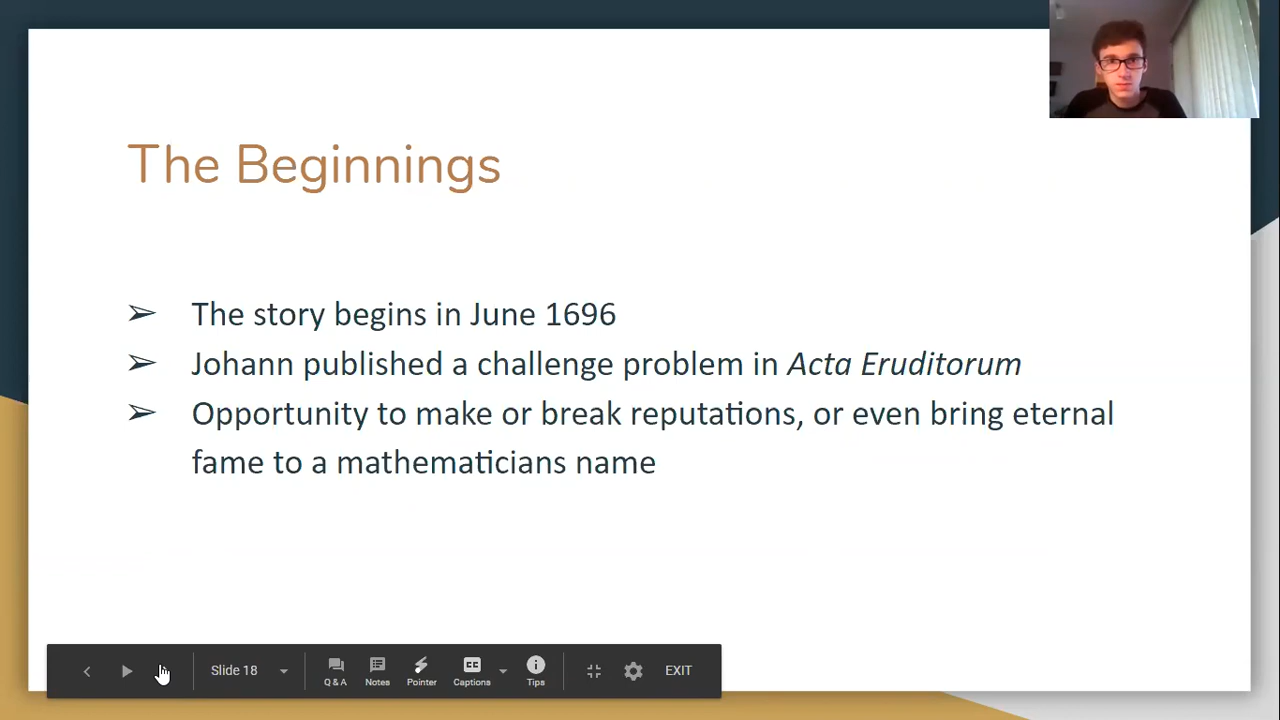 The Beginnings
➢ The story begins in June 1696
➢ Johann published a challenge problem in Acta Eruditorum
➢ Opportunity to make or break reputations, or even bring eternal
fame to a mathematicians name
Slide 18
Q & A
Notes
Pointer
CC
Captions
Tips
EXIT